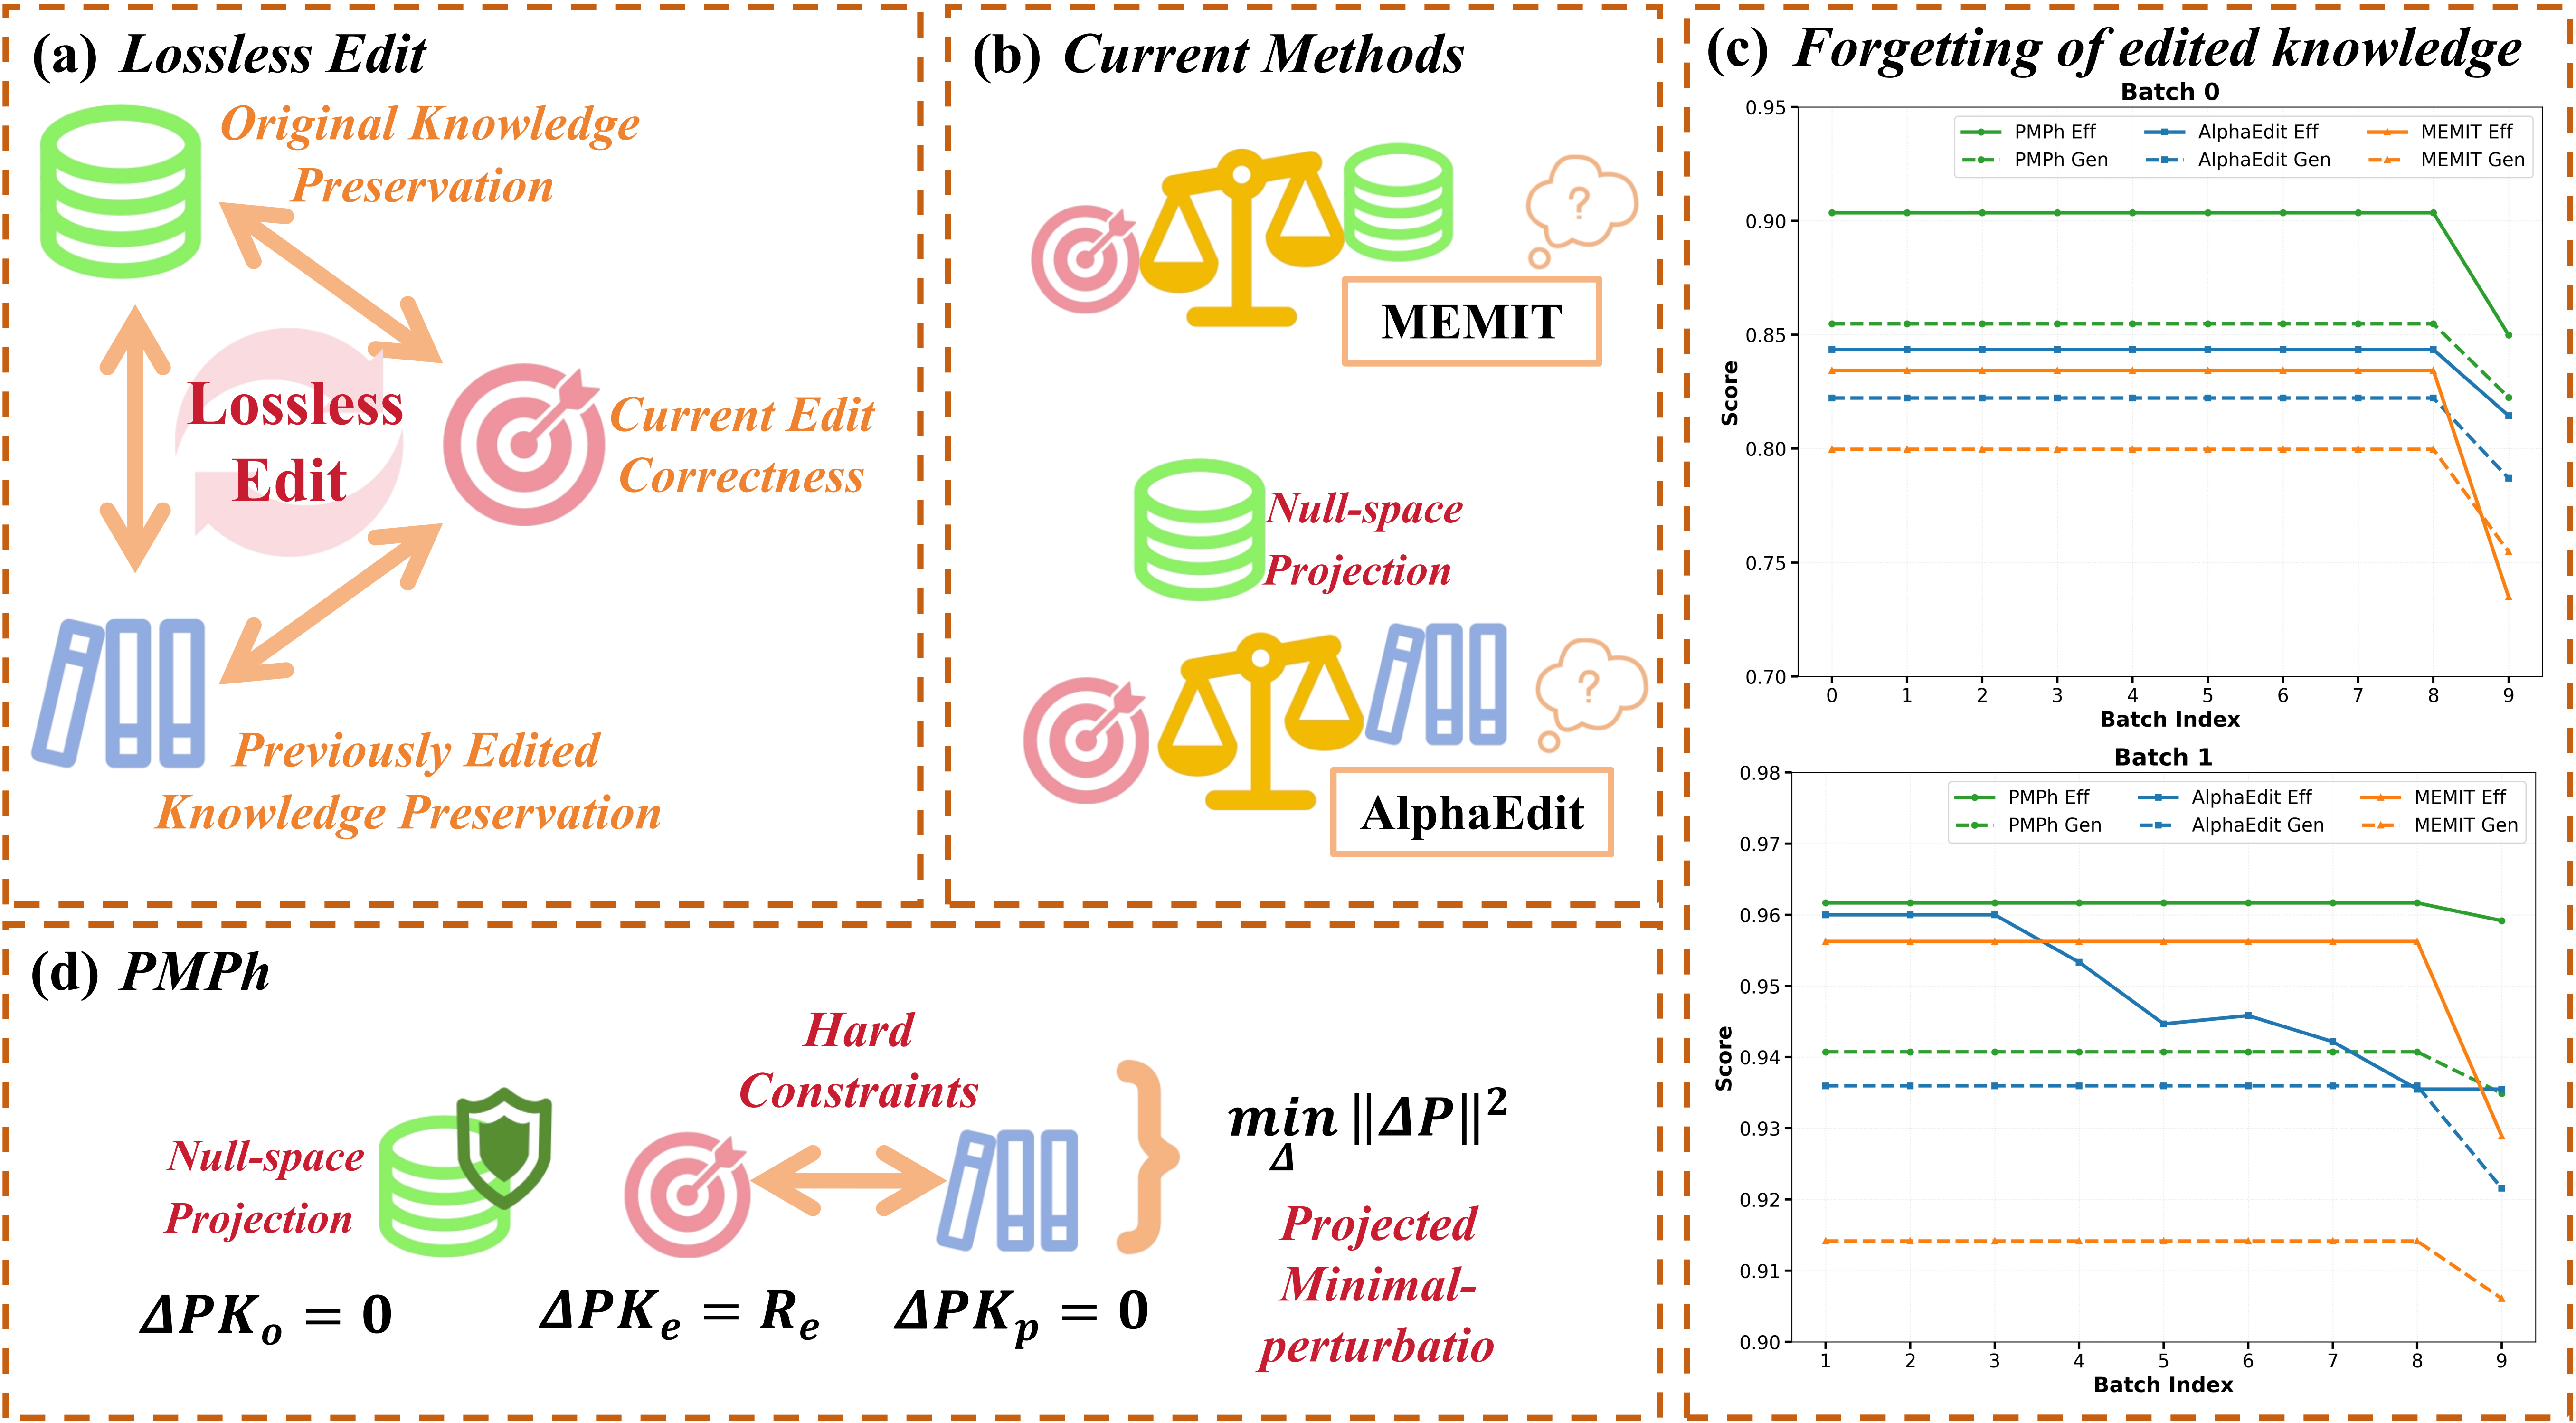 (a) Lossless Edit
Original Knowledge
Preservation
Lossless
Edit
Current Edit
Correctness
Previously Edited
Knowledge Preservation
(b) Current Methods
?
MEMIT
Null-space
Projection
?
AlphaEdit
(c) Forgetting of edited knowledge
Batch 0
PMPh Eff AlphaEdit Eff MEMIT Eff
PMPh Gen AlphaEdit Gen MEMIT Gen
0.95
0.90
0.85
0.80
0.75
0.70
Score
0 1 2 3 4 5 6 7 8 9
Batch Index
Batch 1
PMPh Eff AlphaEdit Eff MEMIT Eff
PMPh Gen AlphaEdit Gen MEMIT Gen
0.98
0.97
0.96
0.95
0.94
0.93
0.92
0.91
0.90
Score
1 2 3 4 5 6 7 8 9
Batch Index
(d) PMPh
Null-space
Projection
Hard
Constraints
ΔPKₒ = 0
ΔPKₑ = Rₑ
ΔPKₚ = 0
min ‖ΔP‖²
Δ
Projected
Minimal-
perturbatio